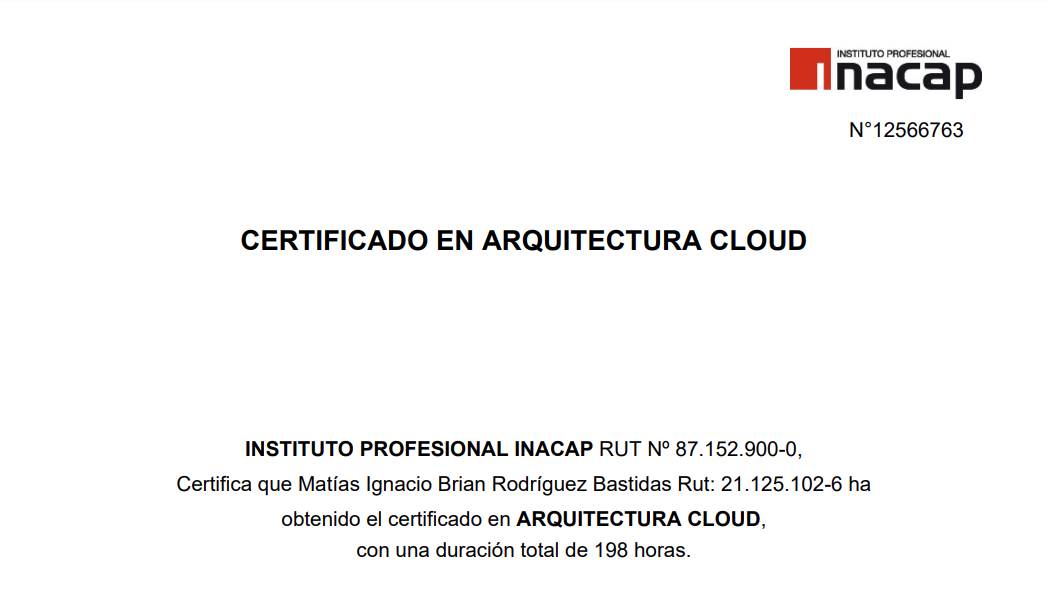 INSTITUTO PROFESIONAL
inacap
N°12566763
CERTIFICADO EN ARQUITECTURA CLOUD
INSTITUTO PROFESIONAL INACAP RUT Nº 87.152.900-0,
Certifica que Matías Ignacio Brian Rodríguez Bastidas Rut: 21.125.102-6 ha
obtenido el certificado en ARQUITECTURA CLOUD,
con una duración total de 198 horas.